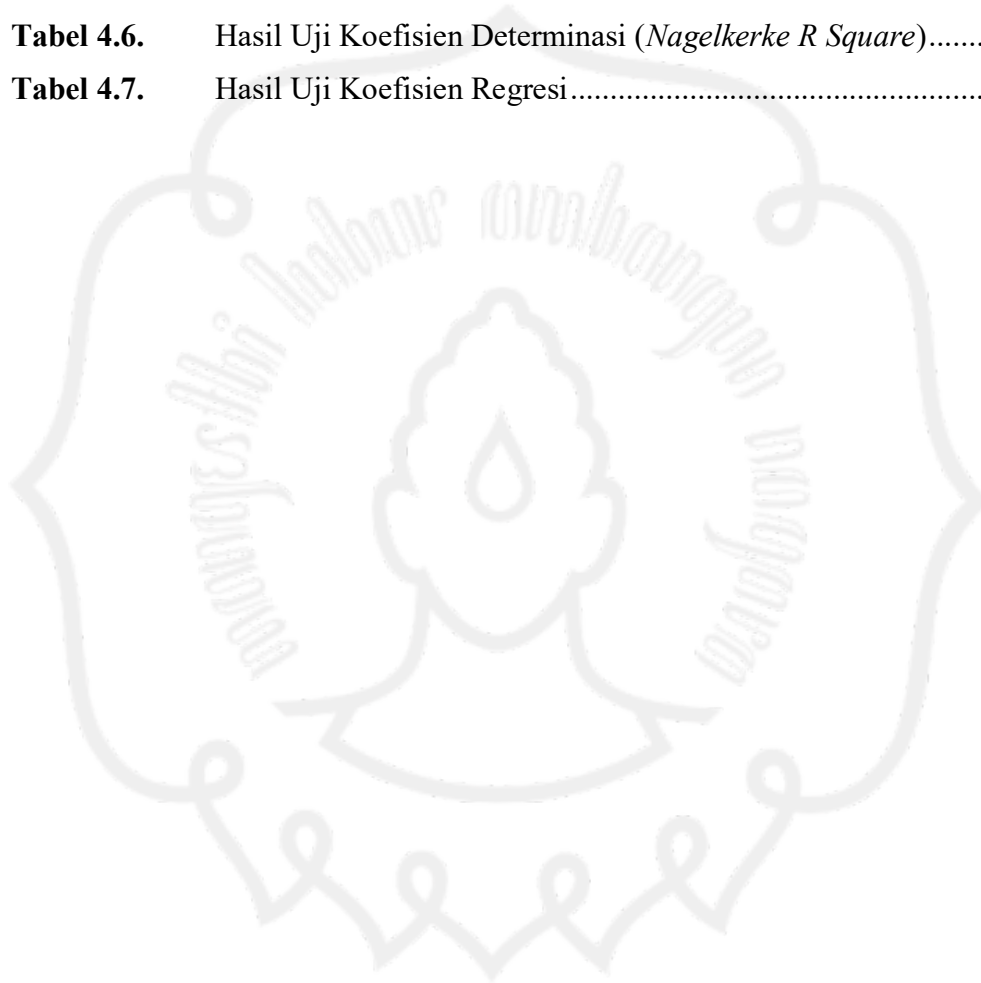 Tabel 4.6. Hasil Uji Koefisien Determinasi (Nagelkerke R Square).......
Tabel 4.7. Hasil Uji Koefisien Regresi....................................................